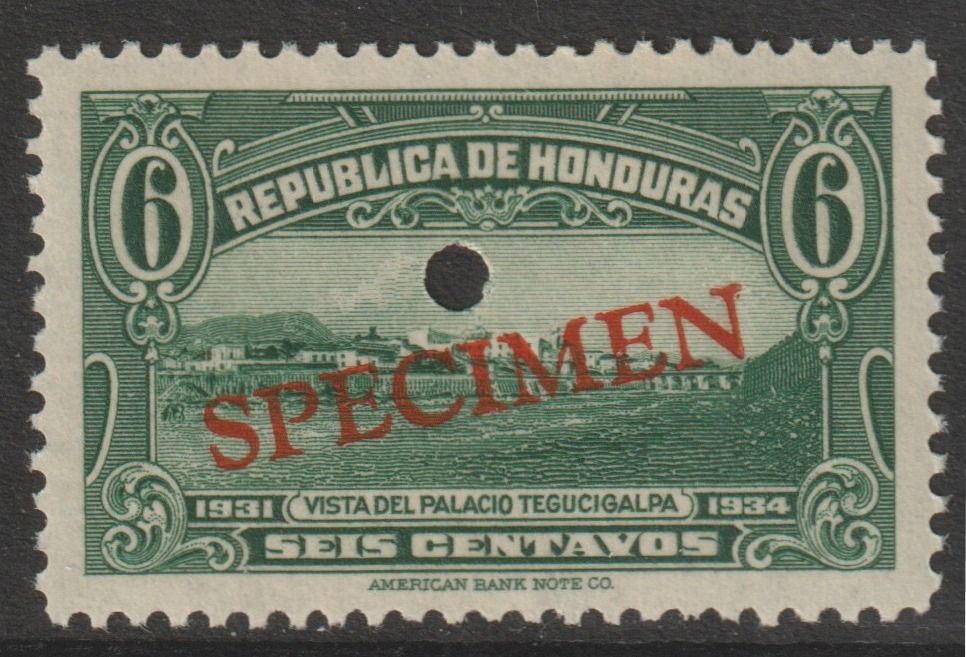 6 REPUBLICA DE HONDURAS 6
SPECIMEN
1931 VISTA DEL PALACIO TEGUCIGALPA 1934
SEIS CENTAVOS
AMERICAN BANK NOTE CO.